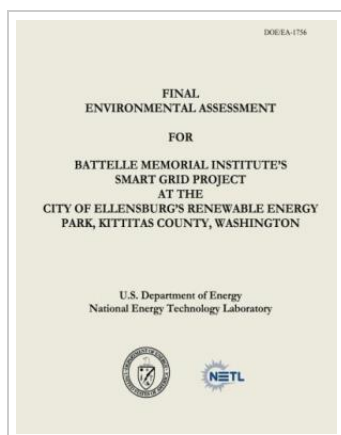 DOE/EA-1756
FINAL
ENVIRONMENTAL ASSESSMENT
FOR
BATTELLE MEMORIAL INSTITUTE'S
SMART GRID PROJECT
AT THE
CITY OF ELLENSBURG'S RENEWABLE ENERGY
PARK, KITTITAS COUNTY, WASHINGTON
U.S. Department of Energy
National Energy Technology Laboratory
NETL